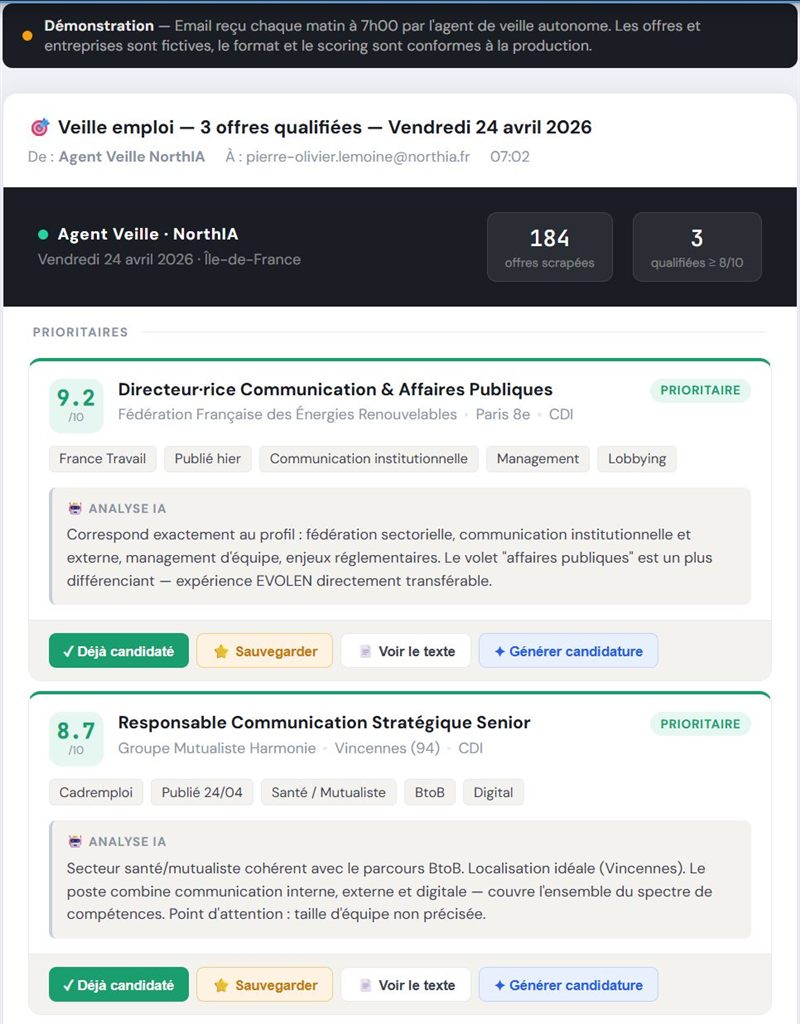 Démonstration — Email reçu chaque matin à 7h00 par l'agent de veille autonome. Les offres et
entreprises sont fictives, le format et le scoring sont conformes à la production.
🎯 Veille emploi — 3 offres qualifiées — Vendredi 24 avril 2026
De : Agent Veille NorthIA À : pierre-olivier.lemoine@northia.fr 07:02
Agent Veille · NorthIA
Vendredi 24 avril 2026 · Île-de-France
184
offres scrapées
3
qualifiées ≥ 8/10
PRIORITAIRES
9.2
/10
Directeur·rice Communication & Affaires Publiques
Fédération Française des Énergies Renouvelables • Paris 8e • CDI
PRIORITAIRE
France Travail
Publié hier
Communication institutionnelle
Management
Lobbying
🤖 ANALYSE IA
Correspond exactement au profil : fédération sectorielle, communication institutionnelle et
externe, management d'équipe, enjeux réglementaires. Le volet "affaires publiques" est un plus
différenciant — expérience EVOLEN directement transférable.
✓ Déjà candidaté
⭐ Sauvegarder
📄 Voir le texte
✦ Générer candidature
8.7
/10
Responsable Communication Stratégique Senior
Groupe Mutualiste Harmonie • Vincennes (94) • CDI
PRIORITAIRE
Cadremploi
Publié 24/04
Santé / Mutualiste
BtoB
Digital
🤖 ANALYSE IA
Secteur santé/mutualiste cohérent avec le parcours BtoB. Localisation idéale (Vincennes). Le
poste combine communication interne, externe et digitale — couvre l'ensemble du spectre de
compétences. Point d'attention : taille d'équipe non précisée.
✓ Déjà candidaté
⭐ Sauvegarder
📄 Voir le texte
✦ Générer candidature